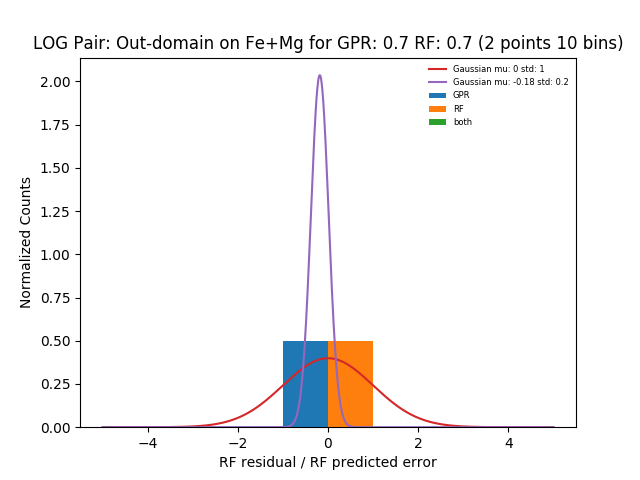 LOG Pair: Out-domain on Fe+Mg for GPR: 0.7 RF: 0.7 (2 points 10 bins)
Gaussian mu: 0 std: 1
Gaussian mu: -0.18 std: 0.2
GPR
RF
both
Normalized Counts
2.00
1.75
1.50
1.25
1.00
0.75
0.50
0.25
0.00
−4
−2
0
2
4
RF residual / RF predicted error